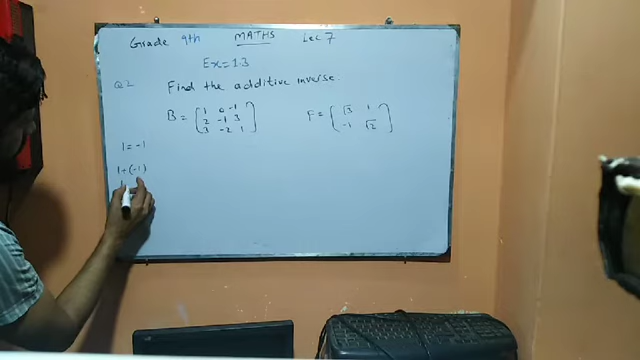 Grade 9th MATHS Lec 7
Ex=1.3
Q2 Find the additive inverse.
B = [1 0 -1 F = [√3 1
2 -1 3 -1 √2]
3 -2 1]
1 = -1
1+(-1)